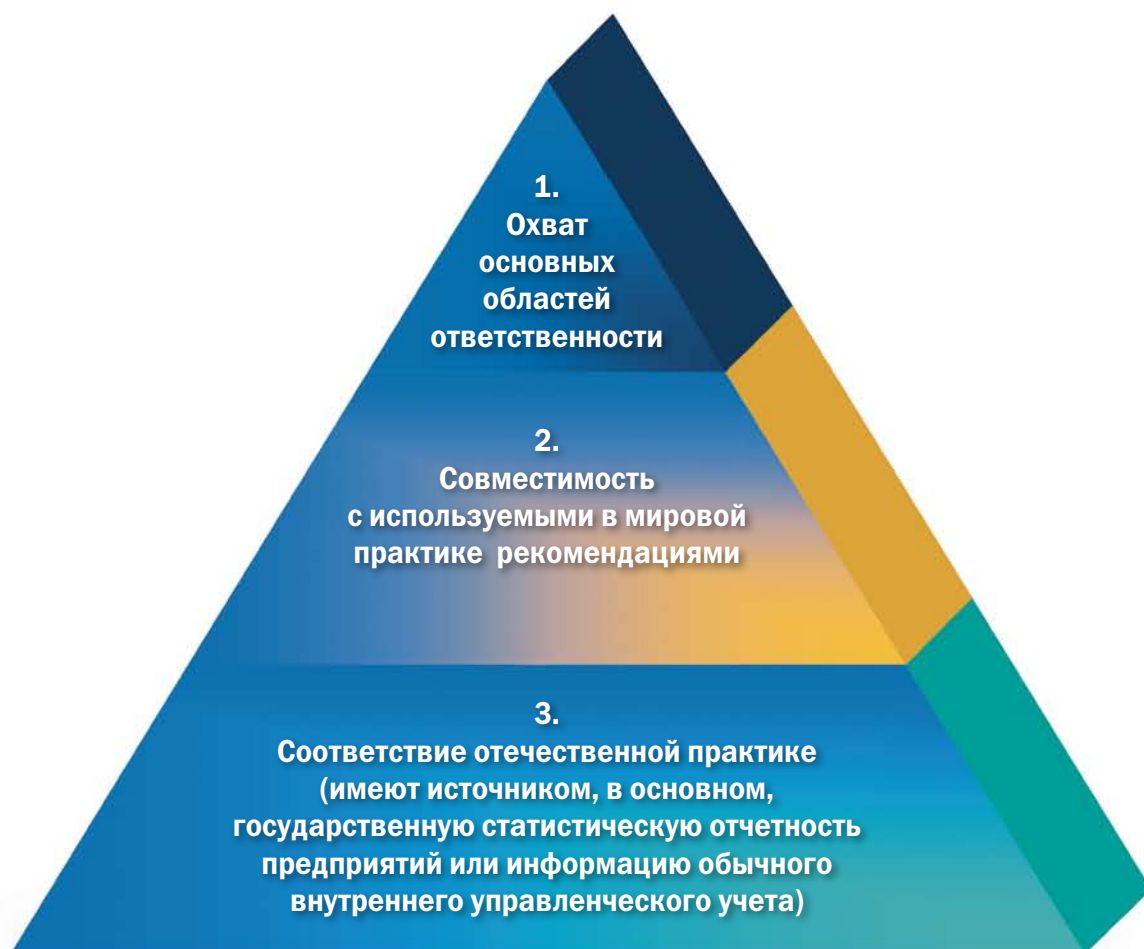 1.
Охват
основных
областей
ответственности
2.
Совместимость
с используемыми в мировой
практике рекомендациями
3.
Соответствие отечественной практике
(имеют источником, в основном,
государственную статистическую отчетность
предприятий или информацию обычного
внутреннего управленческого учета)